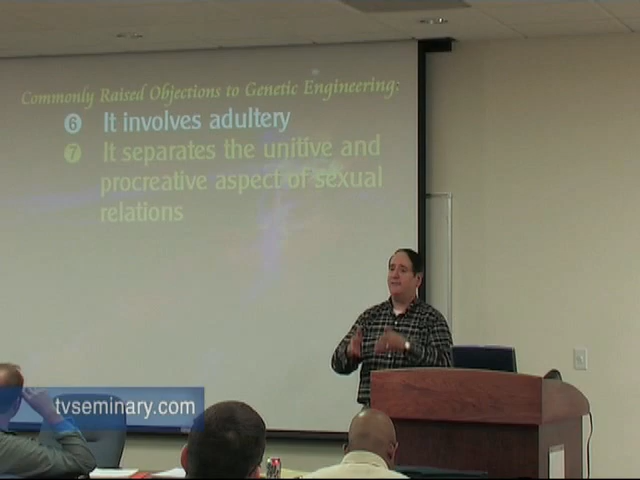 Commonly Raised Objections to Genetic Engineering:
6 It involves adultery
7 It separates the unitive and
procreative aspect of sexual
relations
tvseminary.com